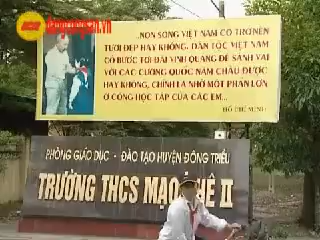 dangcongsan.vn
...NON SÔNG VIỆT NAM CÓ TRỞ NÊN
TƯƠI ĐẸP HAY KHÔNG, DÂN TỘC VIỆT NAM
CÓ BƯỚC TỚI ĐÀI VINH QUANG ĐỂ SÁNH VAI
VỚI CÁC CƯỜNG QUỐC NĂM CHÂU ĐƯỢC
HAY KHÔNG, CHÍNH LÀ NHỜ MỘT PHẦN LỚN
Ở CÔNG HỌC TẬP CỦA CÁC EM...
HỒ CHÍ MINH
PHÒNG GIÁO DỤC - ĐÀO TẠO HUYỆN ĐÔNG TRIỀU
TRƯỜNG THCS MẠO KHÊ II